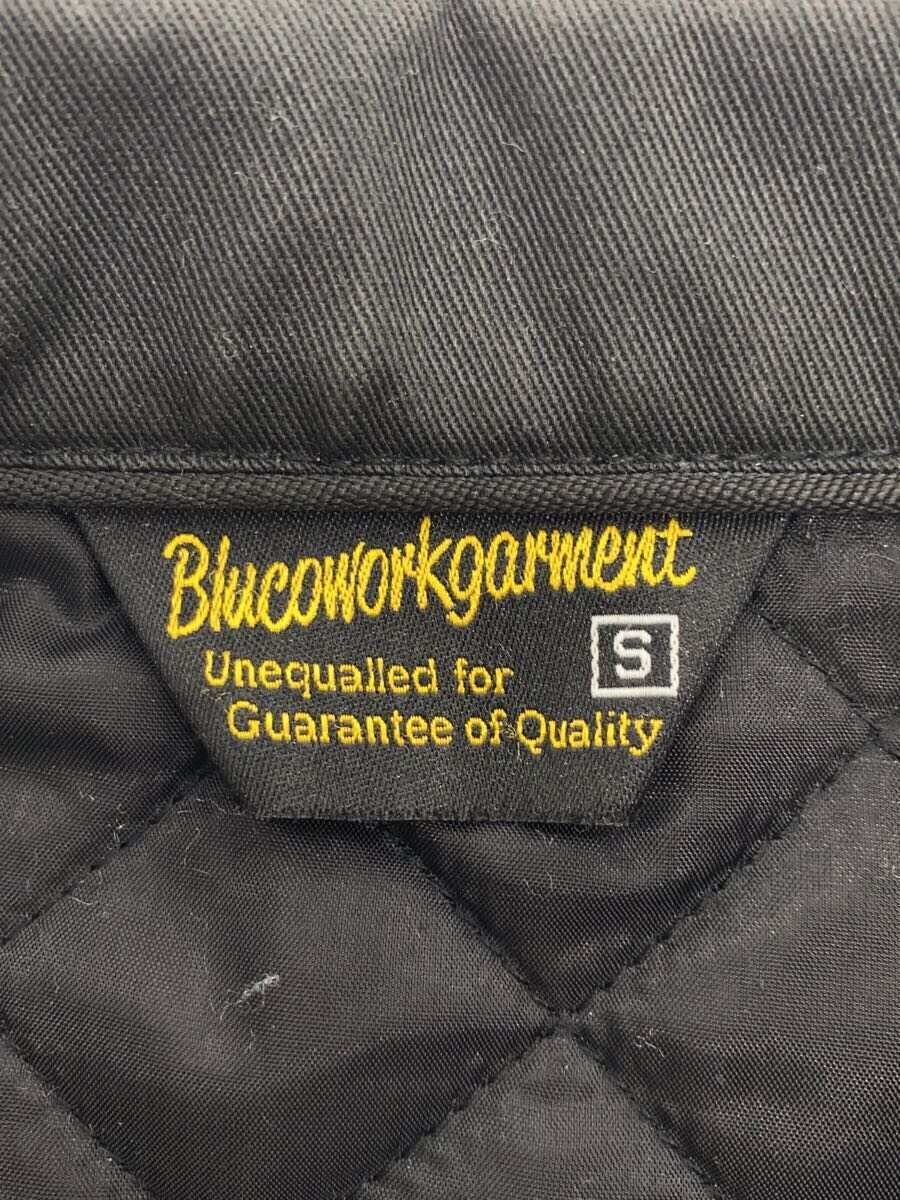 Blucoworkgarment
S
Unequalled for
Guarantee of Quality